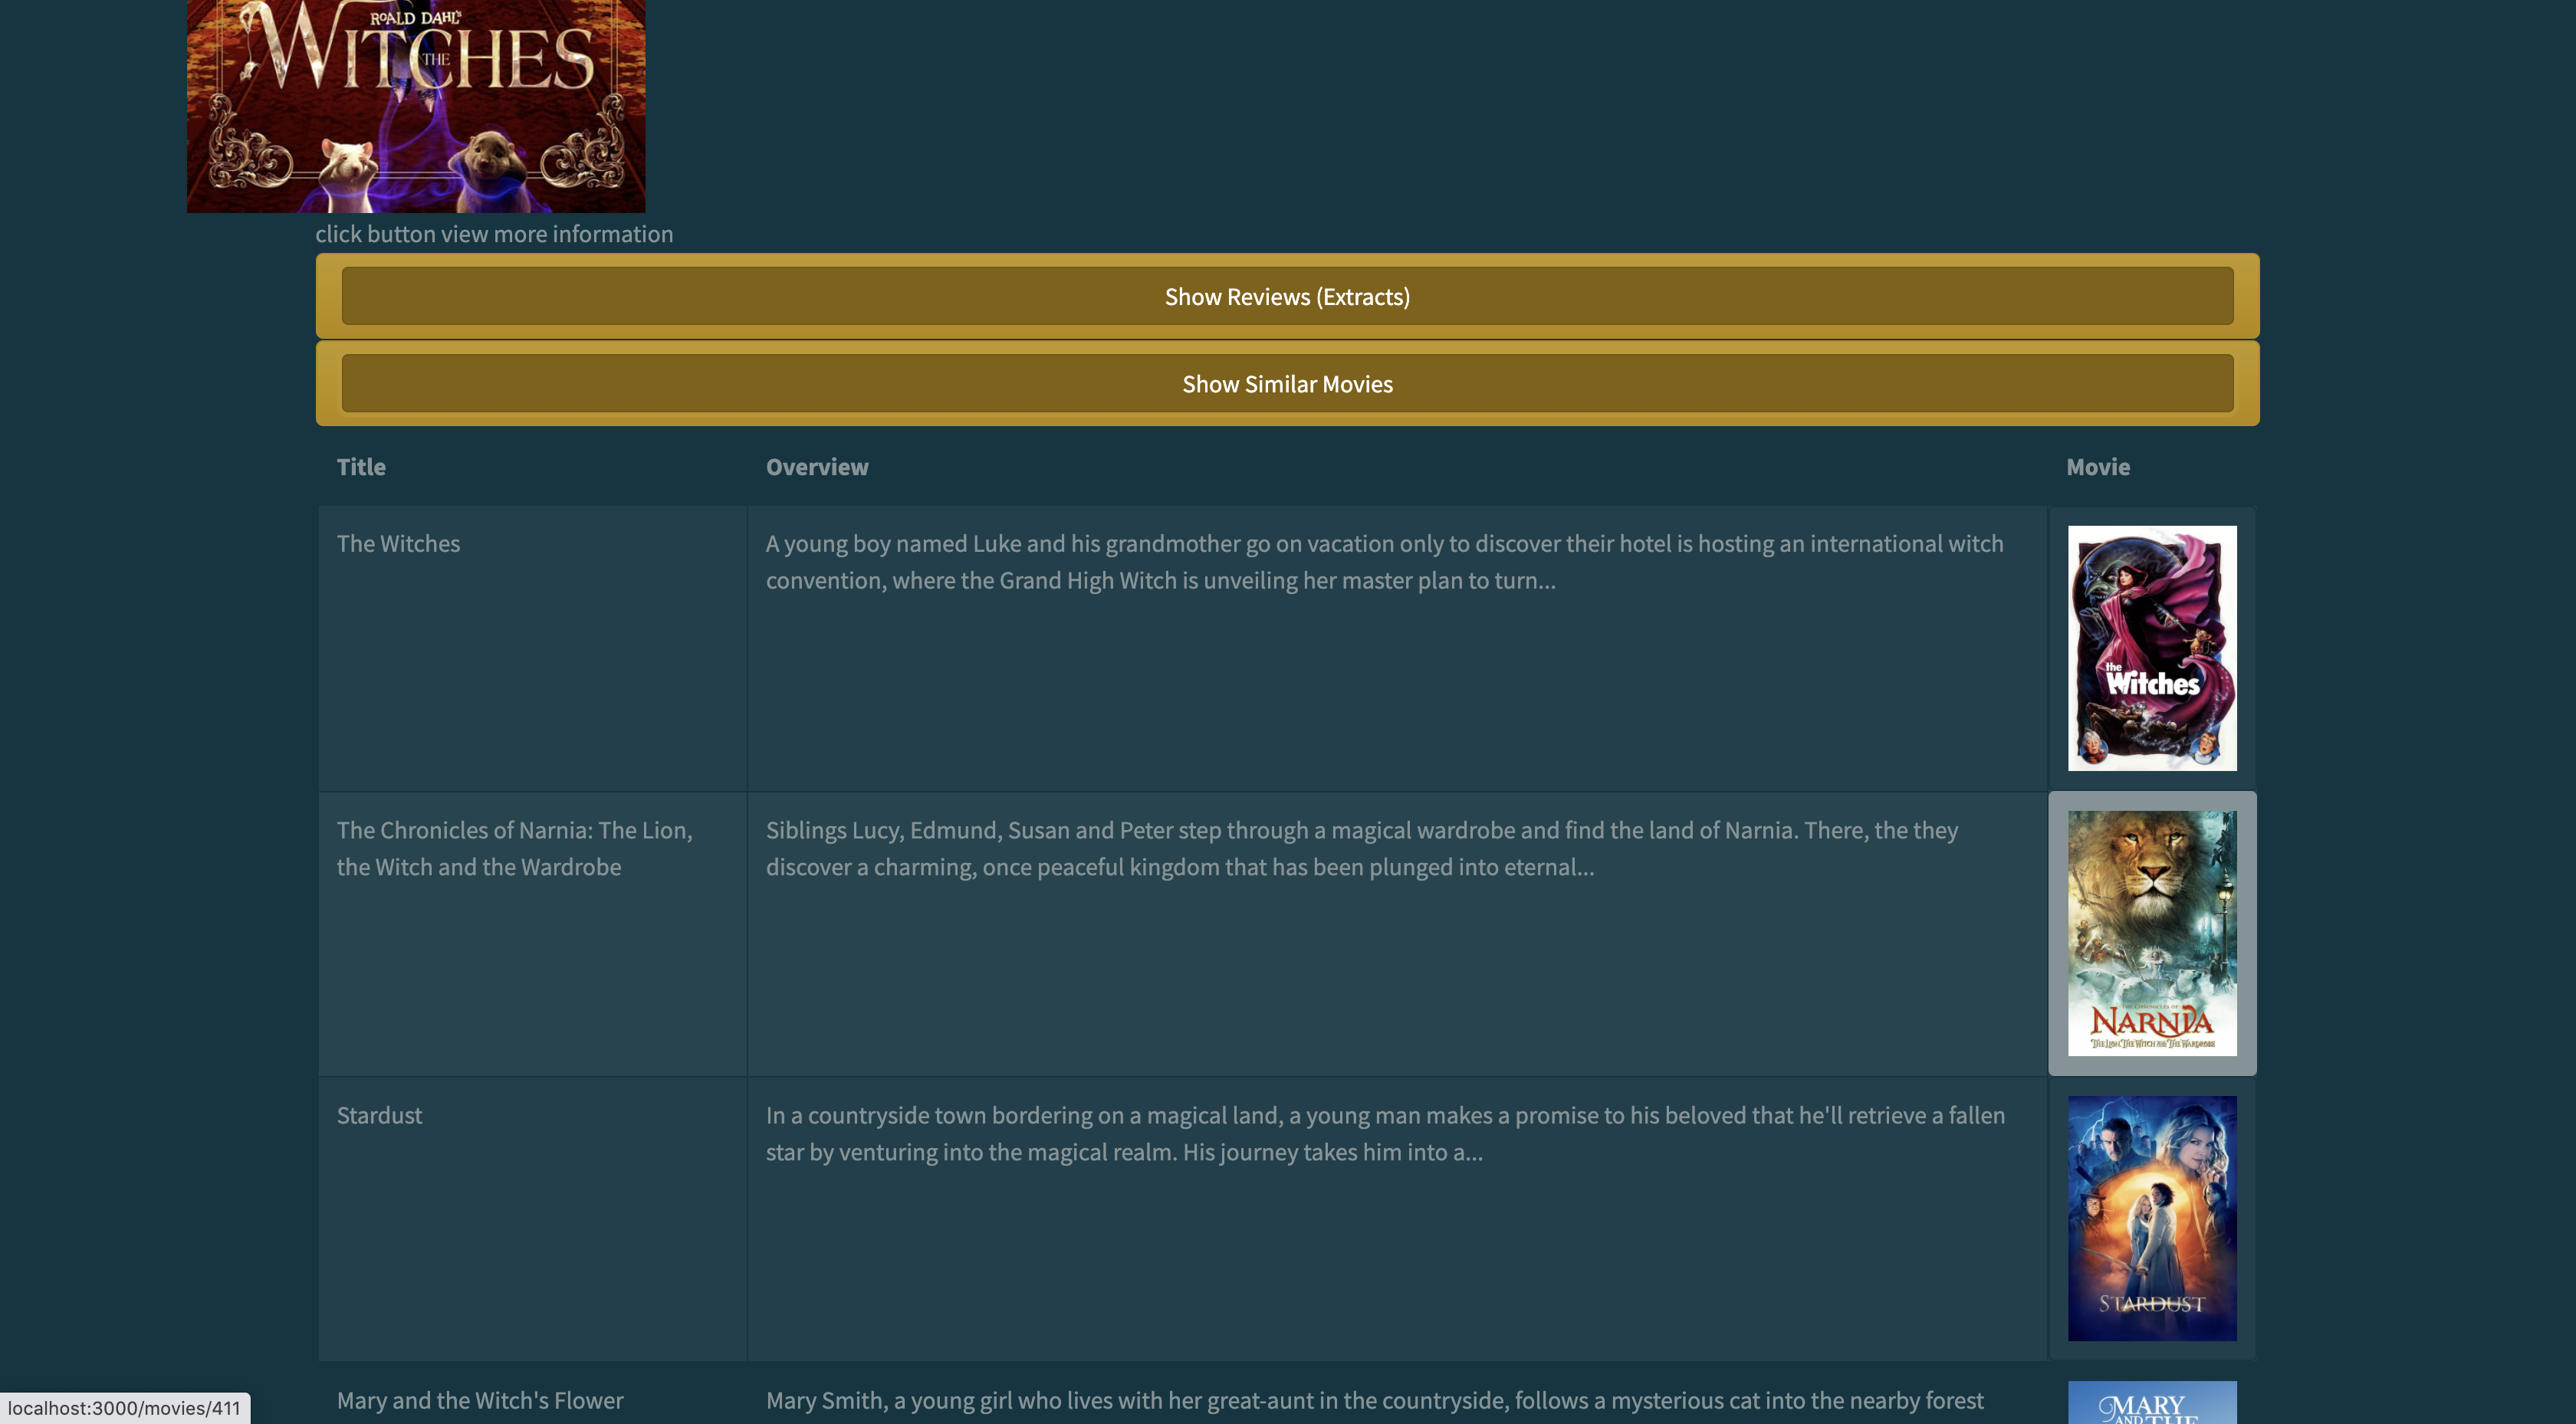 ROALD DAHL'S
THE WITCHES
click button view more information
Show Reviews (Extracts)
Show Similar Movies
Title Overview Movie
The Witches
A young boy named Luke and his grandmother go on vacation only to discover their hotel is hosting an international witch
convention, where the Grand High Witch is unveiling her master plan to turn...
the
Witches
The Chronicles of Narnia: The Lion,
the Witch and the Wardrobe
Siblings Lucy, Edmund, Susan and Peter step through a magical wardrobe and find the land of Narnia. There, the they
discover a charming, once peaceful kingdom that has been plunged into eternal...
THE CHRONICLES OF
NARNIA
THE LION, THE WITCH AND THE WARDROBE
Stardust
In a countryside town bordering on a magical land, a young man makes a promise to his beloved that he'll retrieve a fallen
star by venturing into the magical realm. His journey takes him into a...
STARDUST
Mary and the Witch's Flower
Mary Smith, a young girl who lives with her great-aunt in the countryside, follows a mysterious cat into the nearby forest
MARY
AND THE
localhost:3000/movies/411